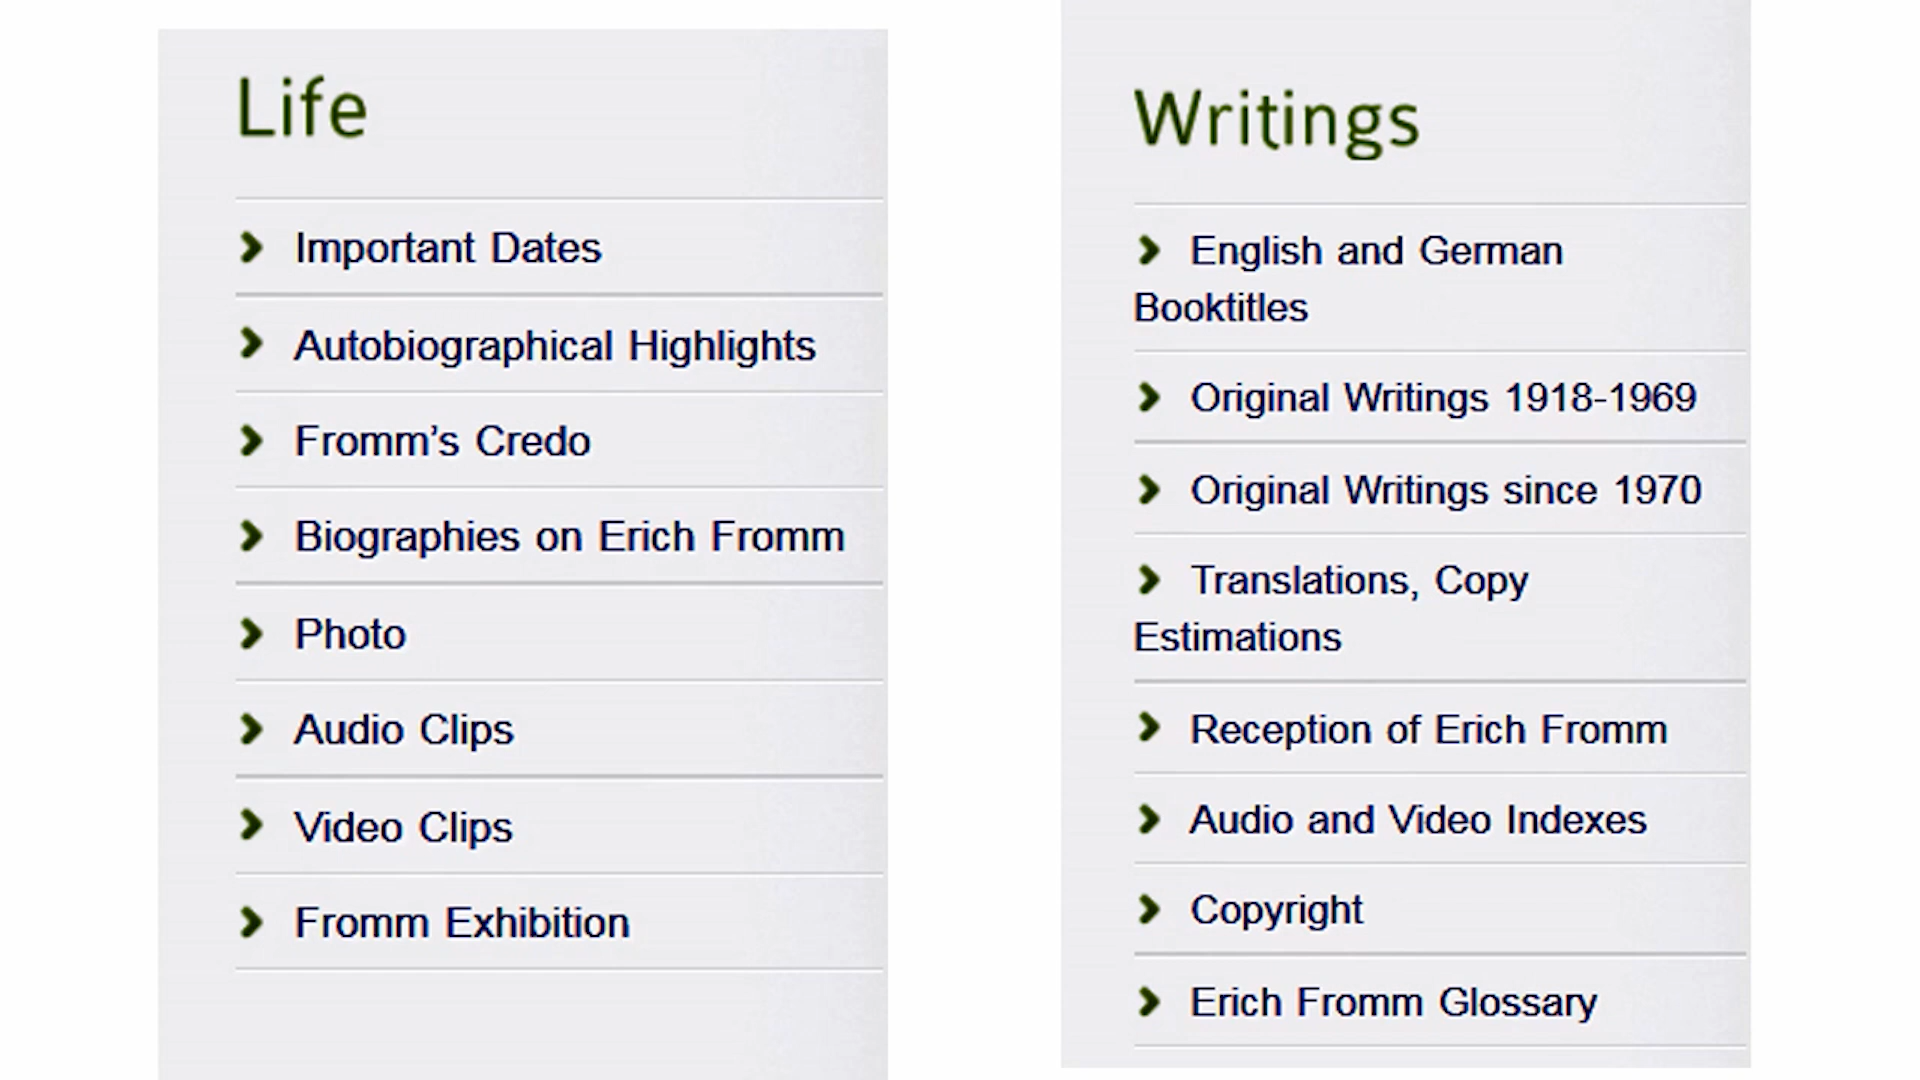 Life
Important Dates
Autobiographical Highlights
Fromm’s Credo
Biographies on Erich Fromm
Photo
Audio Clips
Video Clips
Fromm Exhibition
Writings
English and German
Booktitles
Original Writings 1918-1969
Original Writings since 1970
Translations, Copy
Estimations
Reception of Erich Fromm
Audio and Video Indexes
Copyright
Erich Fromm Glossary